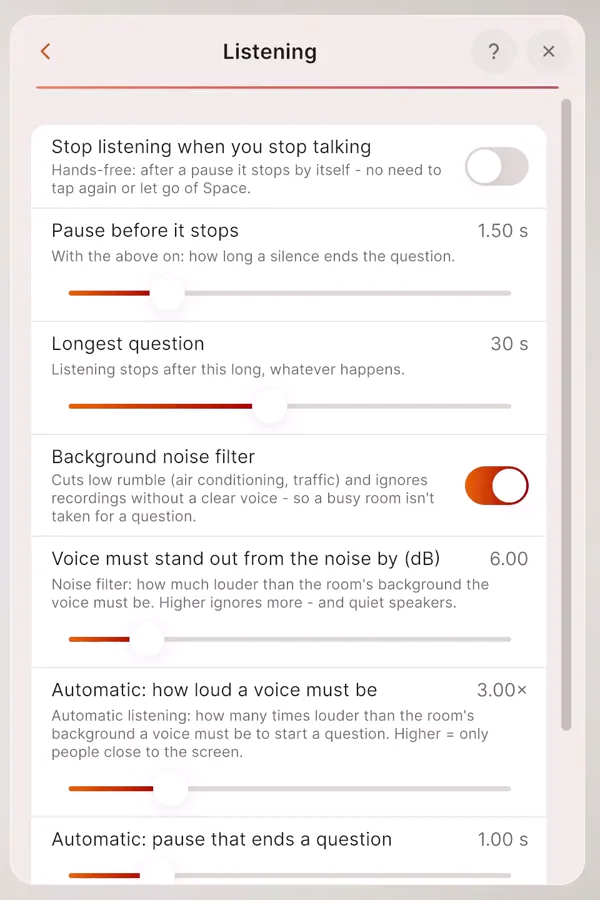 Listening
?
×
Stop listening when you stop talking
Hands-free: after a pause it stops by itself - no need to
tap again or let go of Space.
Pause before it stops
1.50 s
With the above on: how long a silence ends the question.
Longest question
30 s
Listening stops after this long, whatever happens.
Background noise filter
Cuts low rumble (air conditioning, traffic) and ignores
recordings without a clear voice - so a busy room isn't
taken for a question.
Voice must stand out from the noise by (dB)
6.00
Noise filter: how much louder than the room's background the
voice must be. Higher ignores more - and quiet speakers.
Automatic: how loud a voice must be
3.00×
Automatic listening: how many times louder than the room's
background a voice must be to start a question. Higher = only
people close to the screen.
Automatic: pause that ends a question
1.00 s